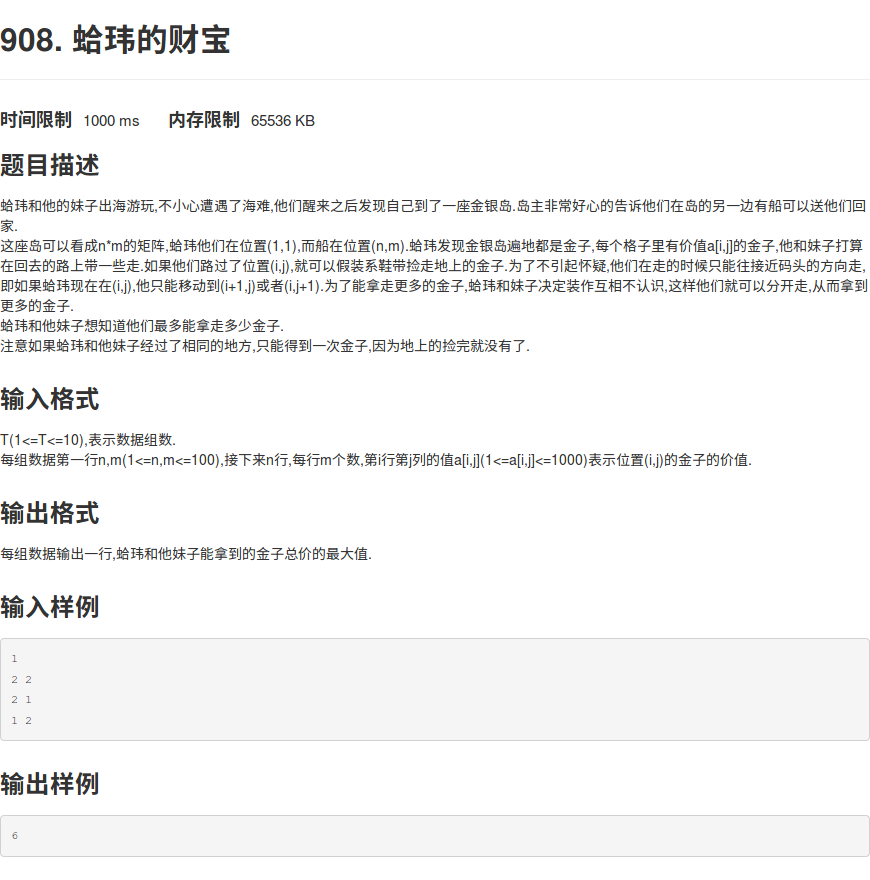 908. 蛤玮的财宝
时间限制 1000 ms 内存限制 65536 KB
题目描述
蛤玮和他的妹子出海游玩,不小心遭遇了海难,他们醒来之后发现自己到了一座金银岛.岛主非常好心的告诉他们在岛的另一边有船可以送他们回
家.
这座岛可以看成n*m的矩阵,蛤玮他们在位置(1,1),而船在位置(n,m).蛤玮发现金银岛遍地都是金子,每个格子里有价值a[i,j]的金子,他和妹子打算
在回去的路上带一些走.如果他们路过了位置(i,j),就可以假装系鞋带捡走地上的金子.为了不引起怀疑,他们在走的时候只能往接近码头的方向走,
即如果蛤玮现在在(i,j),他只能移动到(i+1,j)或者(i,j+1).为了能拿走更多的金子,蛤玮和妹子决定装作互相不认识,这样他们就可以分开走,从而拿到
更多的金子.
蛤玮和他妹子想知道他们最多能拿走多少金子.
注意如果蛤玮和他妹子经过了相同的地方,只能得到一次金子,因为地上的捡完就没有了.
输入格式
T(1<=T<=10),表示数据组数.
每组数据第一行n,m(1<=n,m<=100),接下来n行,每行m个数,第i行第j列的值a[i,j](1<=a[i,j]<=1000)表示位置(i,j)的金子的价值.
输出格式
每组数据输出一行,蛤玮和他妹子能拿到的金子总价的最大值.
输入样例
1
2 2
2 1
1 2
输出样例
6